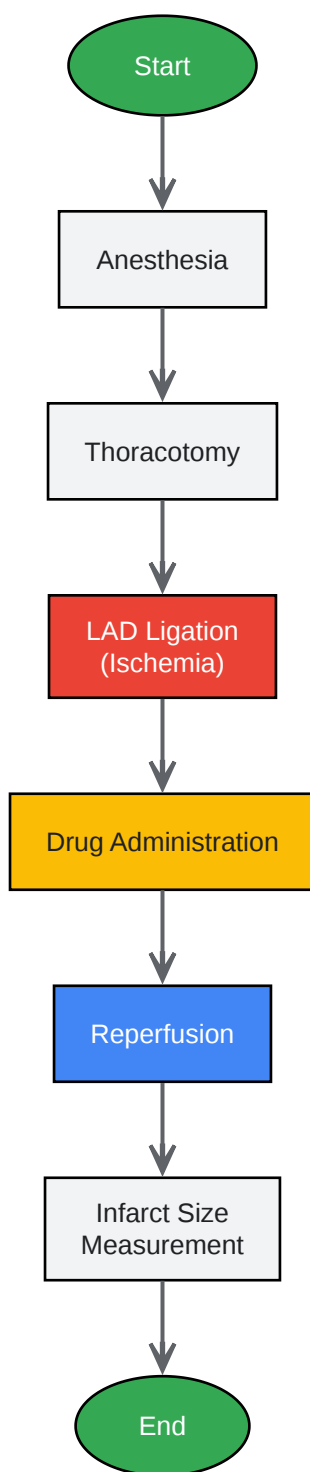 Start
Anesthesia
Thoracotomy
LAD Ligation
(Ischemia)
Drug Administration
Reperfusion
Infarct Size
Measurement
End